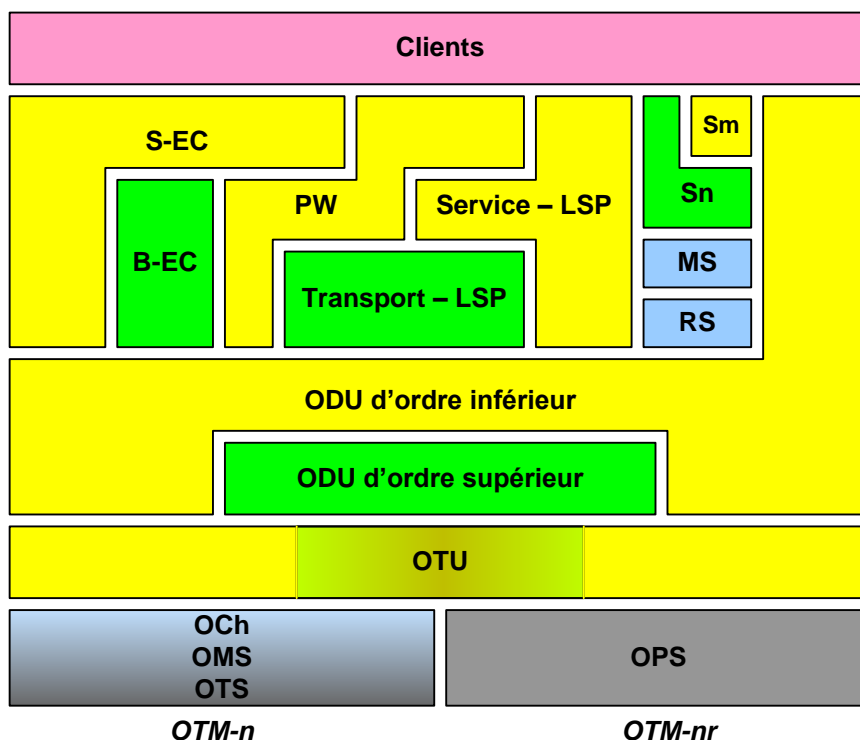 Clients
S-EC
Sm
PW
Service – LSP
Sn
B-EC
MS
Transport – LSP
RS
ODU d’ordre inférieur
ODU d’ordre supérieur
OTU
OCh
OMS
OTS
OPS
OTM-n
OTM-nr